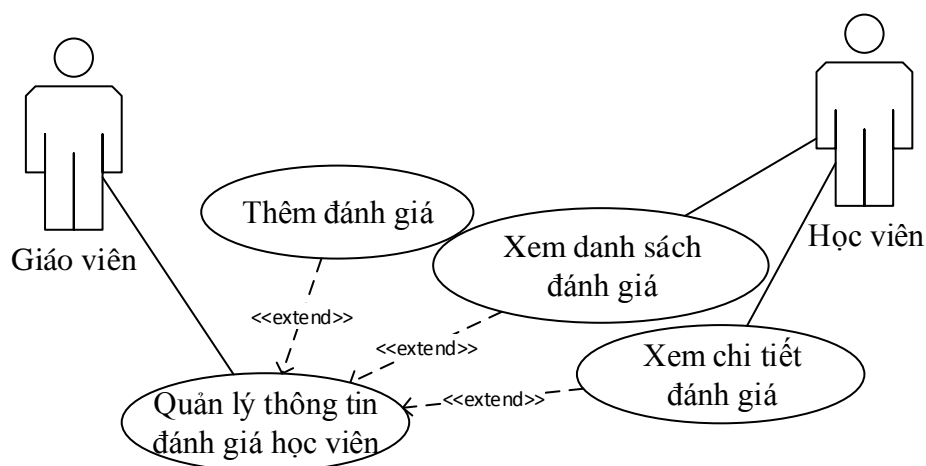 Giáo viên
Học viên
Thêm đánh giá
Xem danh sách
đánh giá
<<extend>>
<<extend>>
Xem chi tiết
đánh giá
<<extend>>
Quản lý thông tin
đánh giá học viên